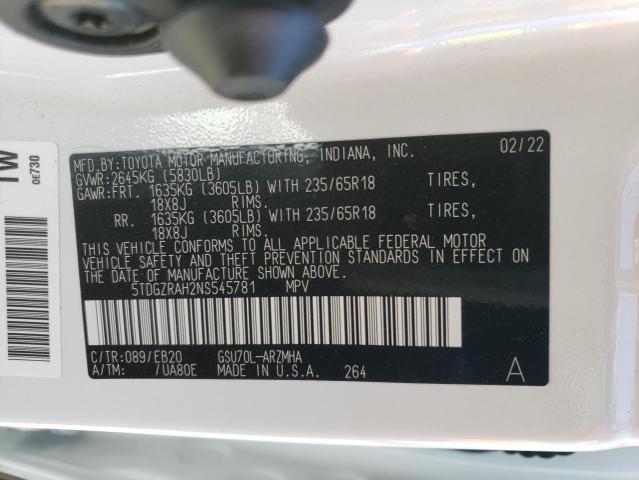 MFD.BY:TOYOTA MOTOR MANUFACTURING, INDIANA, INC. 02/22
GVWR:2645KG (5830LB)
GAWR:FRT. 1635KG (3605LB) WITH 235/65R18 TIRES,
18X8J RIMS.
RR. 1635KG (3605LB) WITH 235/65R18 TIRES,
18X8J RIMS.
THIS VEHICLE CONFORMS TO ALL APPLICABLE FEDERAL MOTOR
VEHICLE SAFETY AND THEFT PREVENTION STANDARDS IN EFFECT ON
THE DATE OF MANUFACTURE SHOWN ABOVE.
5TDGZRAH2NS545781 MPV
C/TR:089/EB20 GSU70L-ARZMHA
A/TM: /UA80E MADE IN U.S.A. 264 A
0E730